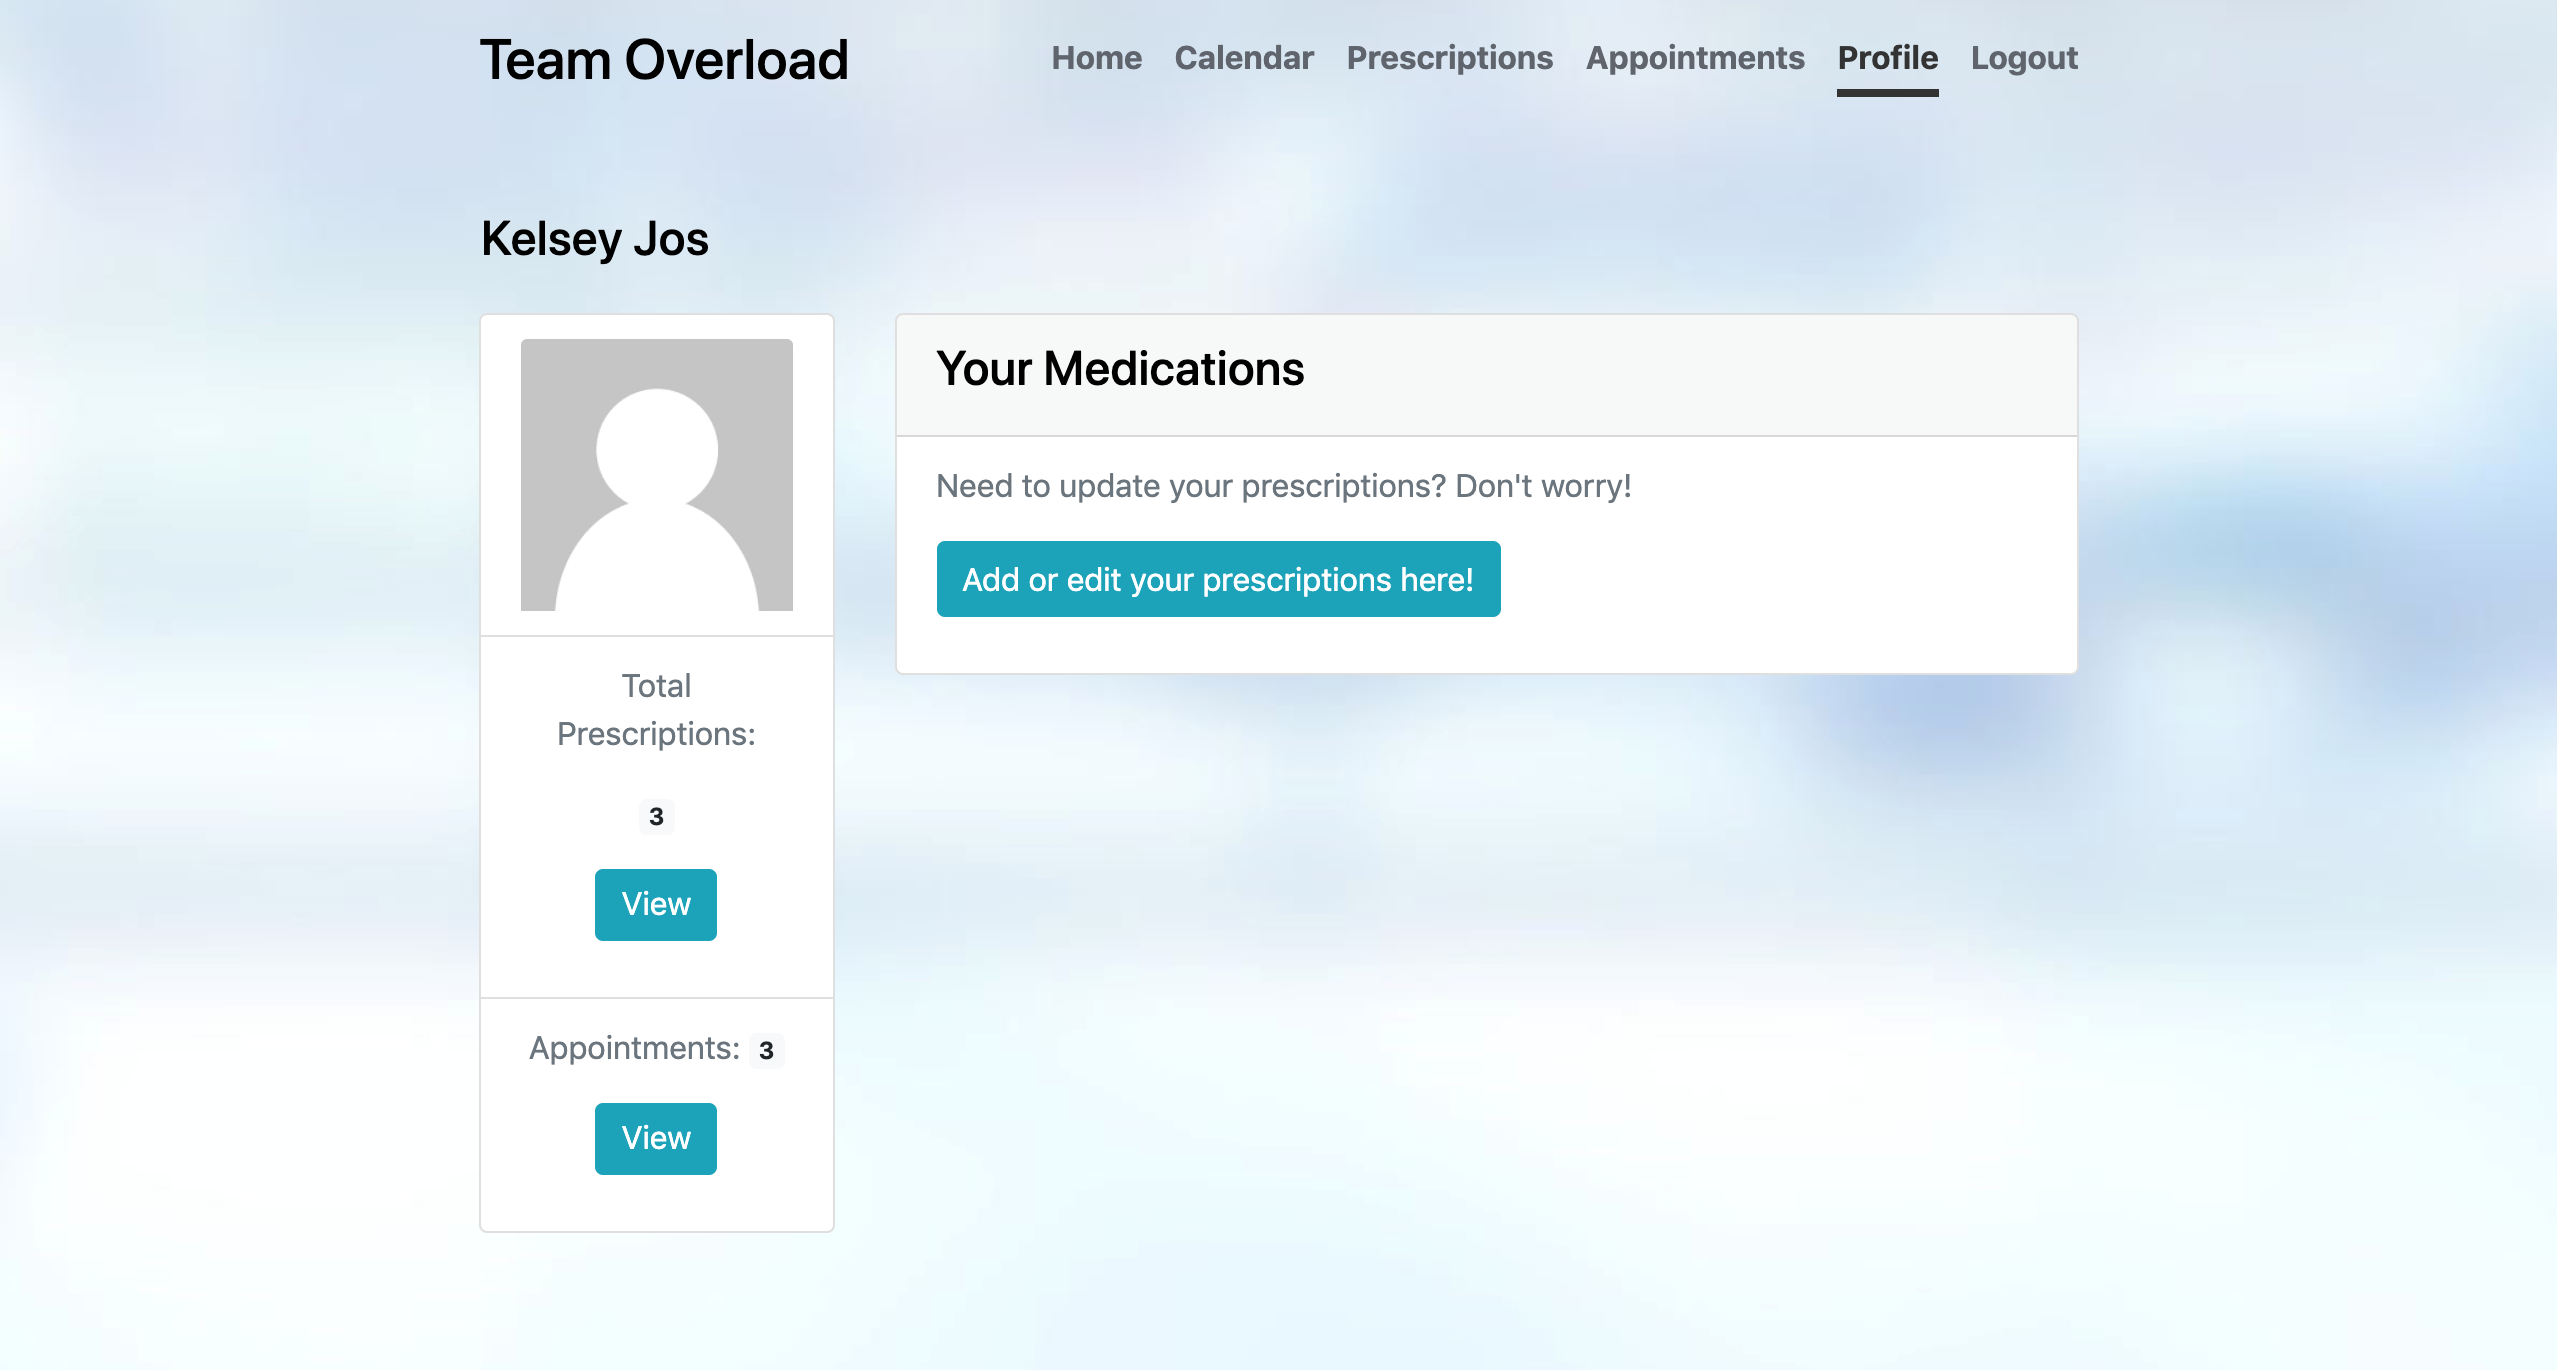 Team Overload
Home Calendar Prescriptions Appointments Profile Logout
Kelsey Jos
Your Medications
Need to update your prescriptions? Don't worry!
Add or edit your prescriptions here!
Total
Prescriptions:
3
View
Appointments: 3
View